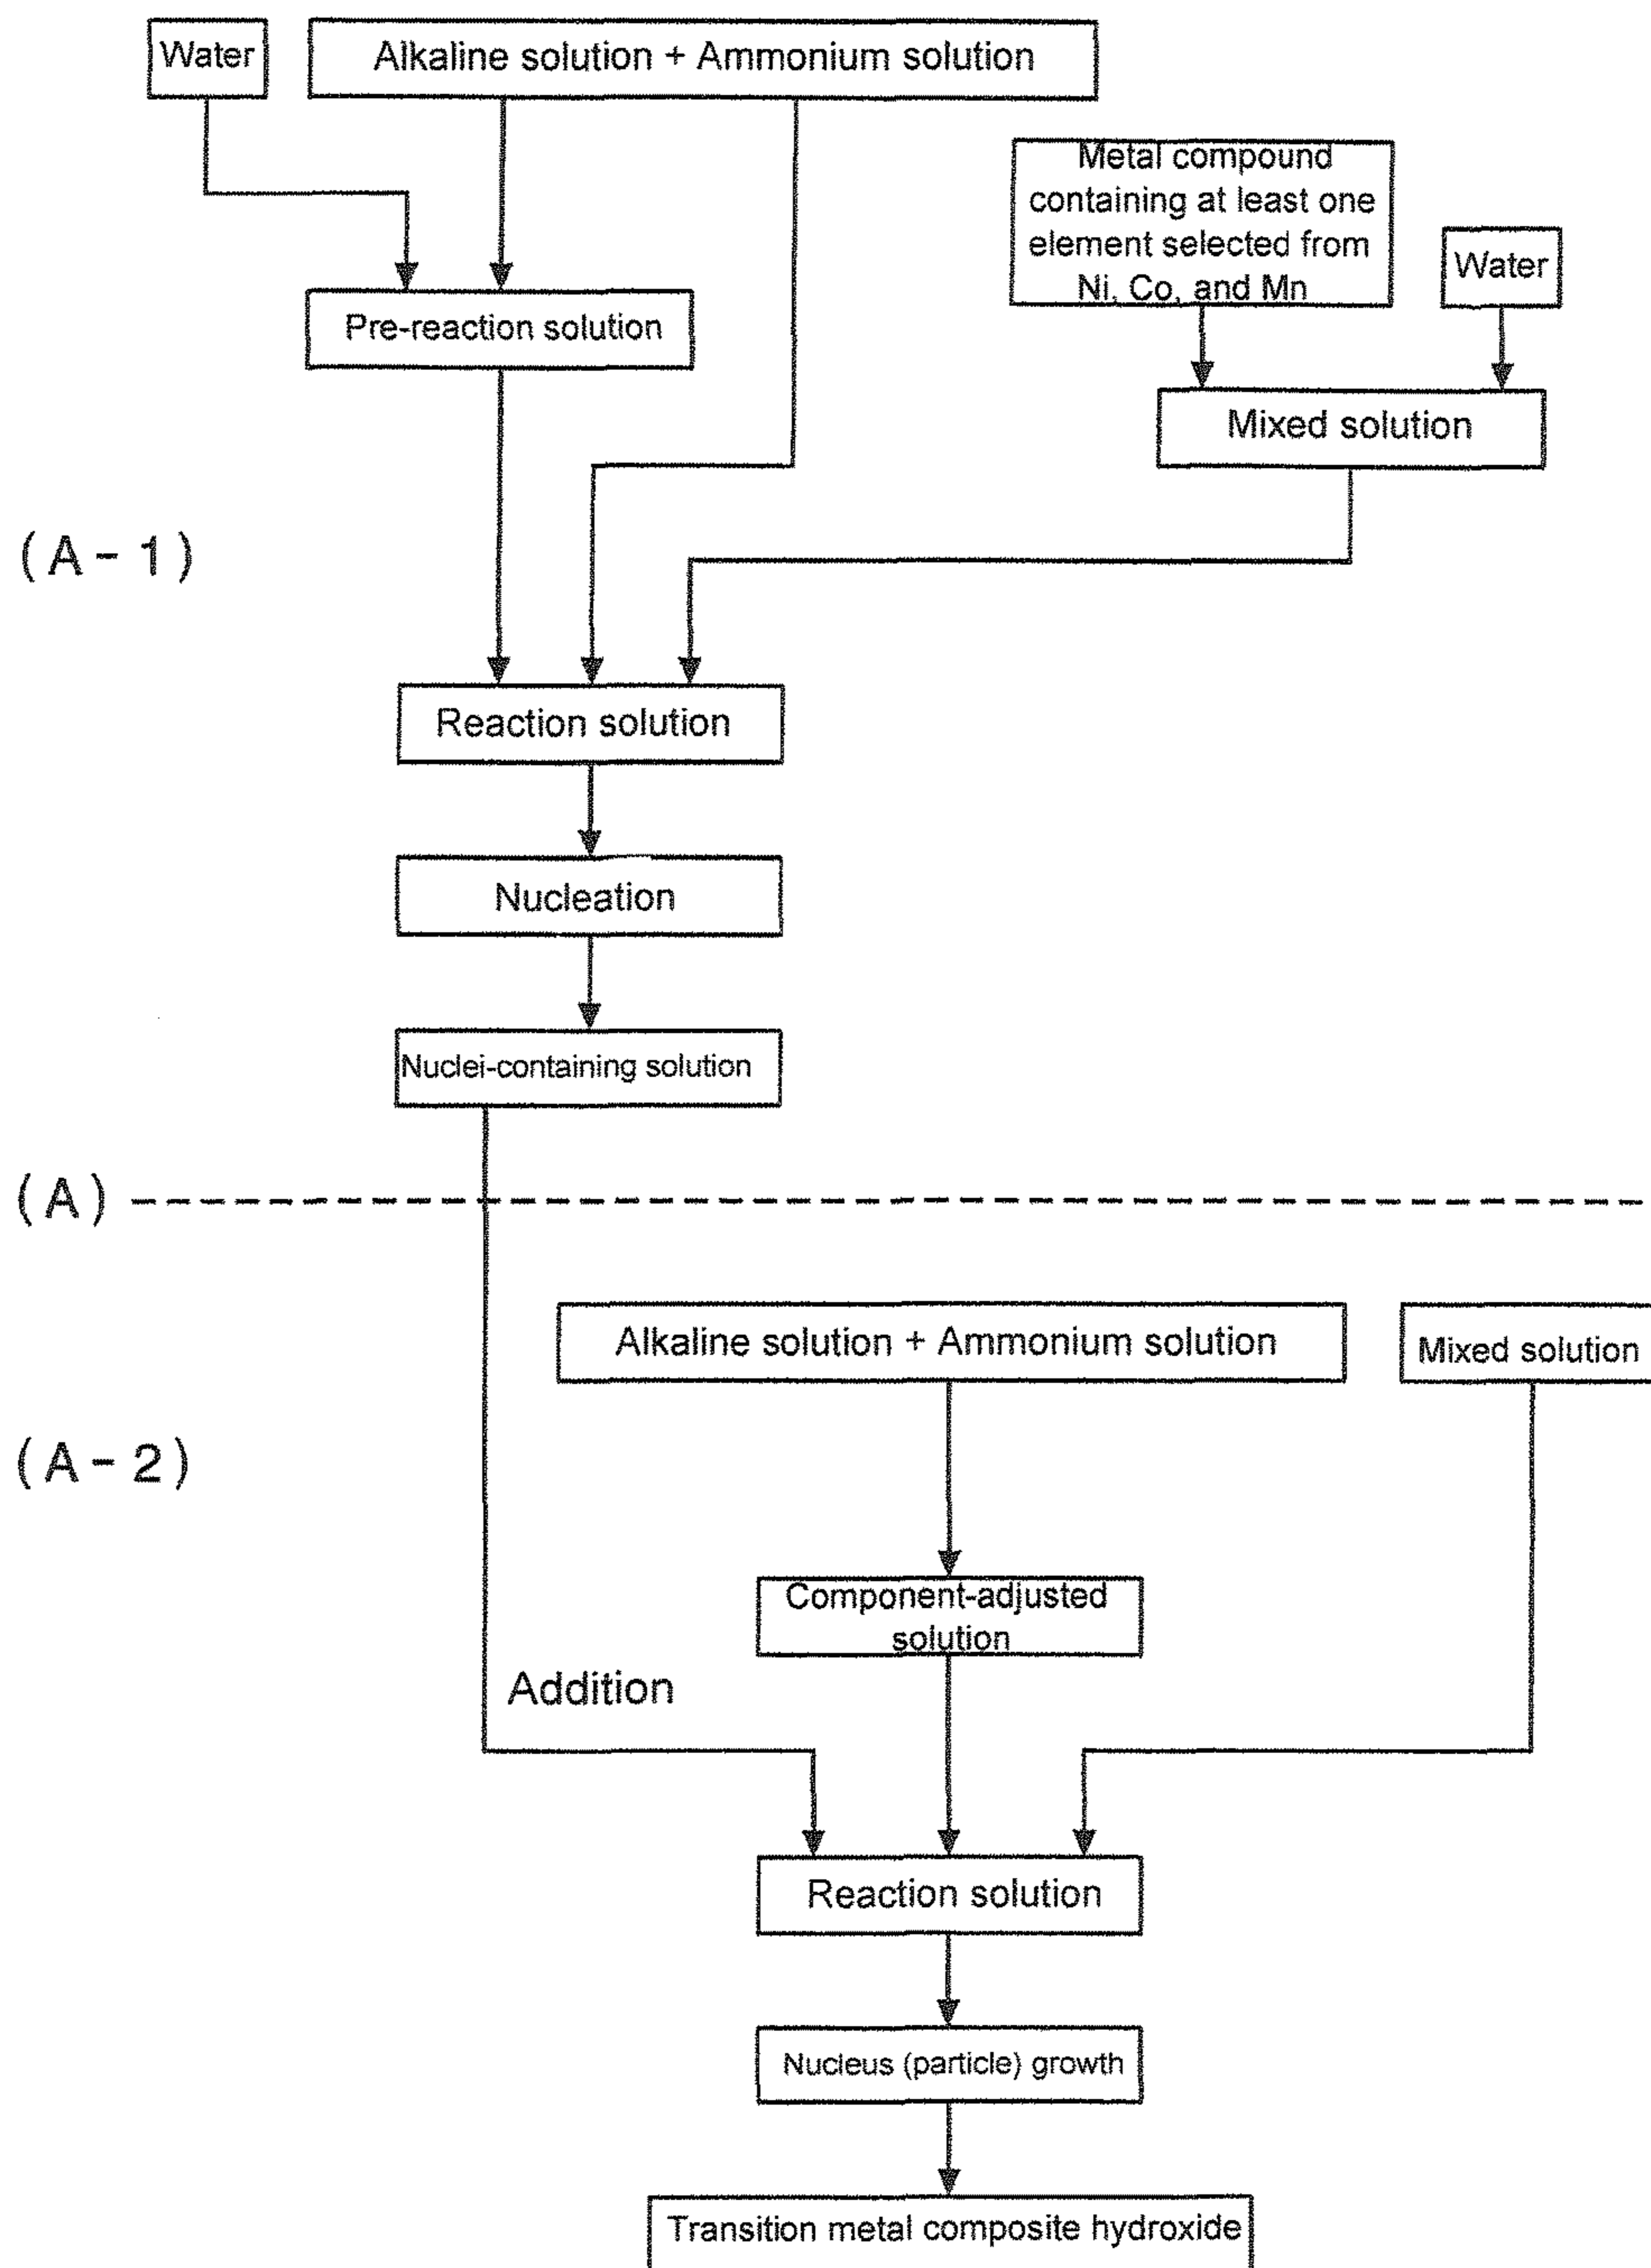 Water
Alkaline solution + Ammonium solution
Metal compound
containing at least one
element selected from
Ni, Co, and Mn
Water
Pre-reaction solution
Mixed solution
(A-1)
Reaction solution
Nucleation
Nuclei-containing solution
(A)
Alkaline solution + Ammonium solution
Mixed solution
(A-2)
Component-adjusted
solution
Addition
Reaction solution
Nucleus (particle) growth
Transition metal composite hydroxide